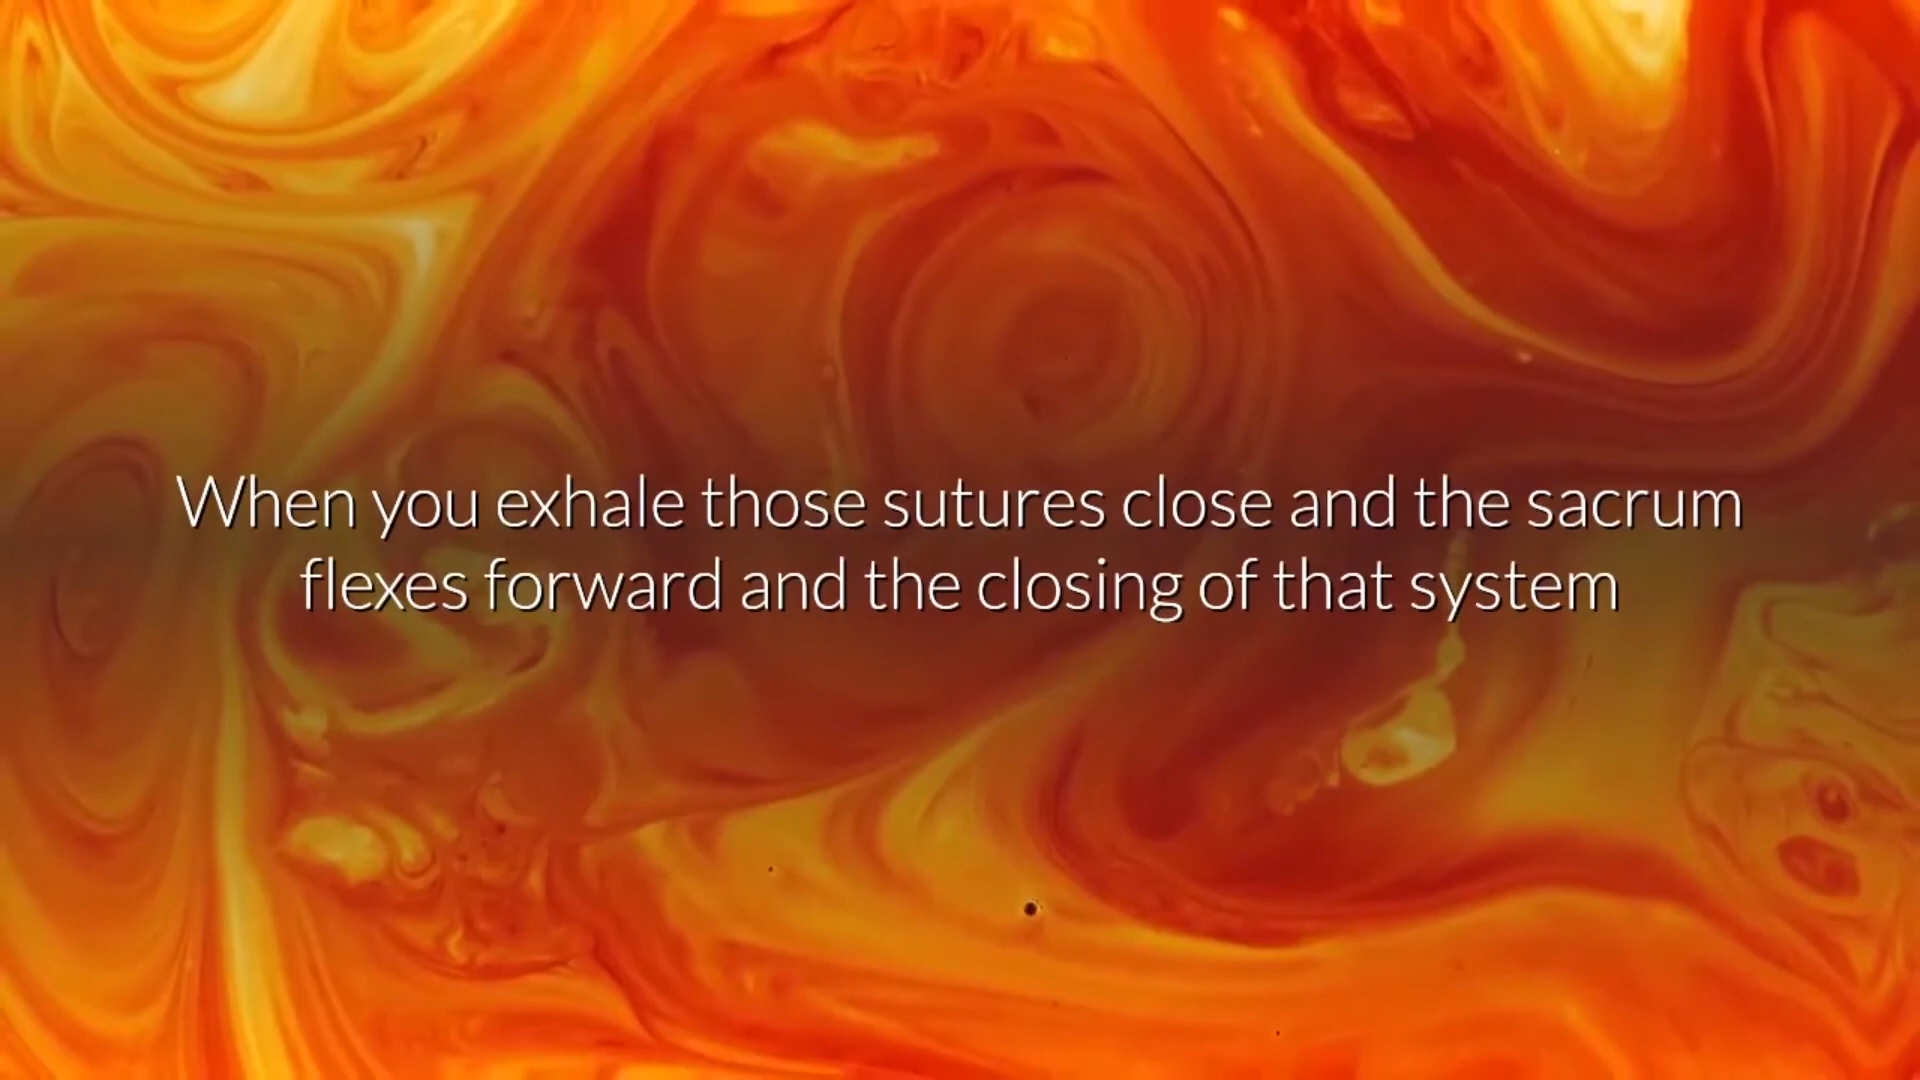 When you exhale those sutures close and the sacrum
flexes forward and the closing of that system